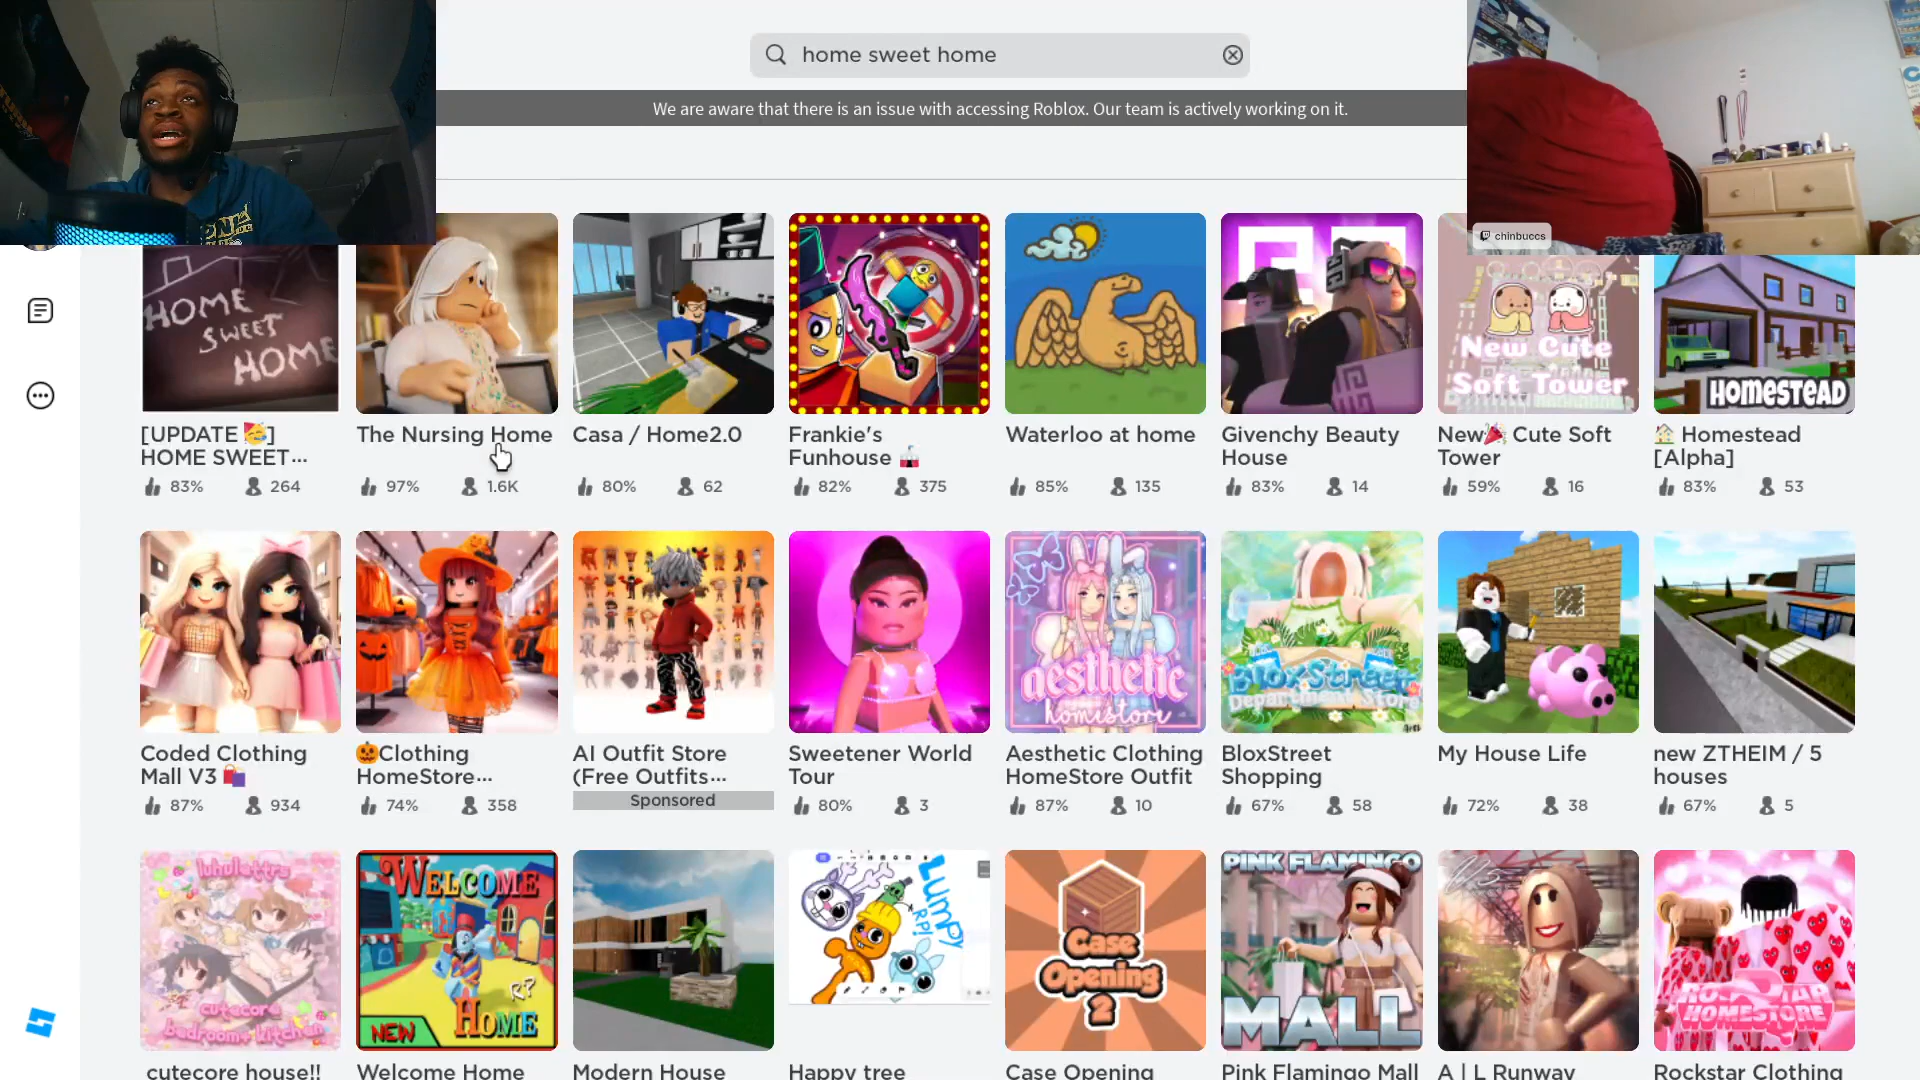 home sweet home
We are aware that there is an issue with accessing Roblox. Our team is actively working on it.
chinbuccs
HOME
SWEET
HOME
New Cute
Soft Tower
HOMESTEAD
[UPDATE 🥳]
HOME SWEET...
The Nursing Home
Casa / Home2.0
Frankie's
Funhouse 🎪
Waterloo at home
Givenchy Beauty
House
New🎉 Cute Soft
Tower
🏠 Homestead
[Alpha]
83% 264
97% 1.6K
80% 62
82% 375
85% 135
83% 14
59% 16
83% 53
aesthetic
homestore
BloxStreet
Department Store
Coded Clothing
Mall V3 🛍️
🎃Clothing
HomeStore...
AI Outfit Store
(Free Outfits...
Sponsored
Sweetener World
Tour
Aesthetic Clothing
HomeStore Outfit
BloxStreet
Shopping
My House Life
new ZTHEIM / 5
houses
87% 934
74% 358
80% 3
87% 10
67% 58
72% 38
67% 5
luhulettrs
cutecore
bedroom+ kitchen
WELCOME
HOME
RP
NEW
LUMPY
RP!
Case
Opening
2
PINK FLAMINGO
MALL
ROCKSTAR
HOMESTORE
cutecore house!!
Welcome Home
Modern House
Happy tree
Case Opening
Pink Flamingo Mall
A | L Runway
Rockstar Clothing